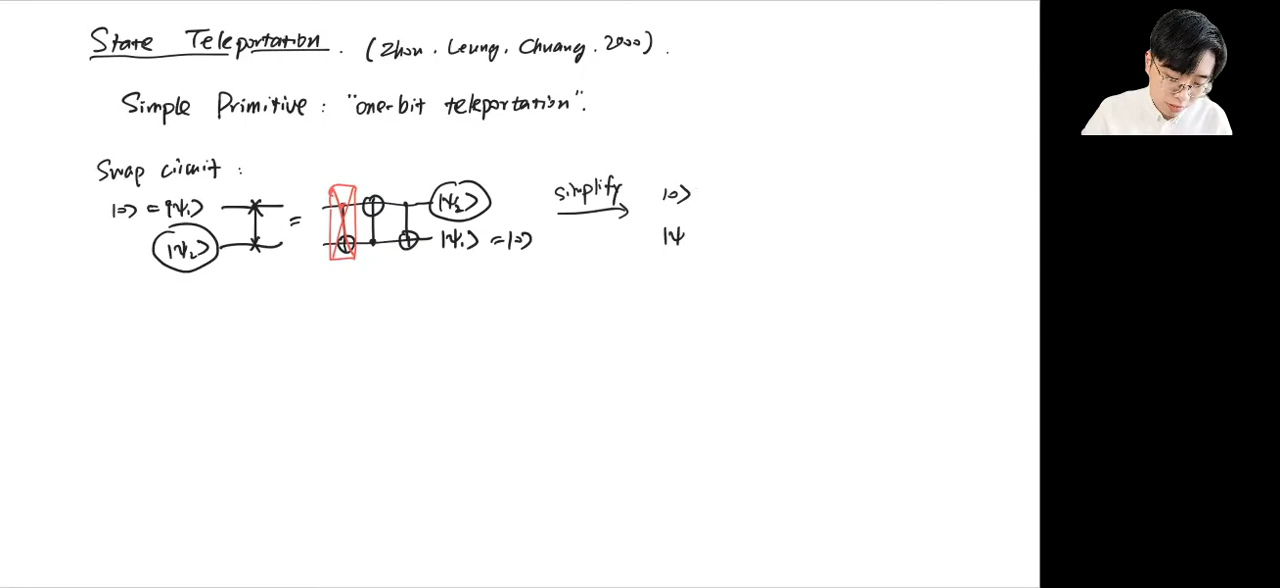 State Teleportation. (Zhou, Leung, Chuang, 2000).
Simple Primitive: "one-bit teleportation".
Swap circuit:
|0⟩ = |ψ₁⟩ = |ψ₂⟩ simplify |0⟩
|ψ₂⟩ |ψ₁⟩ = |0⟩ |ψ